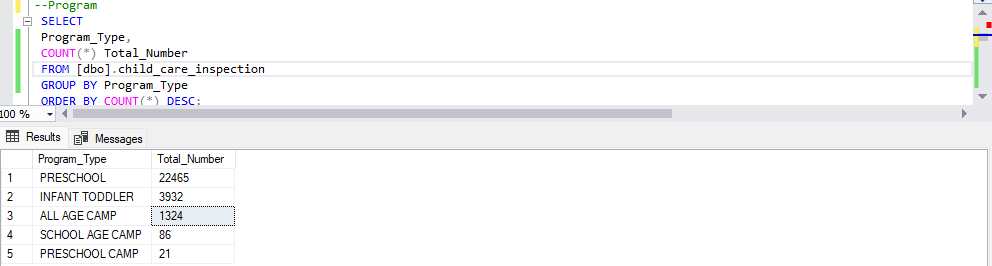 --Program
SELECT
Program_Type,
COUNT(*) Total_Number
FROM [dbo].child_care_inspection
GROUP BY Program_Type
ORDER BY COUNT(*) DESC;
100 %
Results Messages
Program_Type Total_Number
1 PRESCHOOL 22465
2 INFANT TODDLER 3932
3 ALL AGE CAMP 1324
4 SCHOOL AGE CAMP 86
5 PRESCHOOL CAMP 21